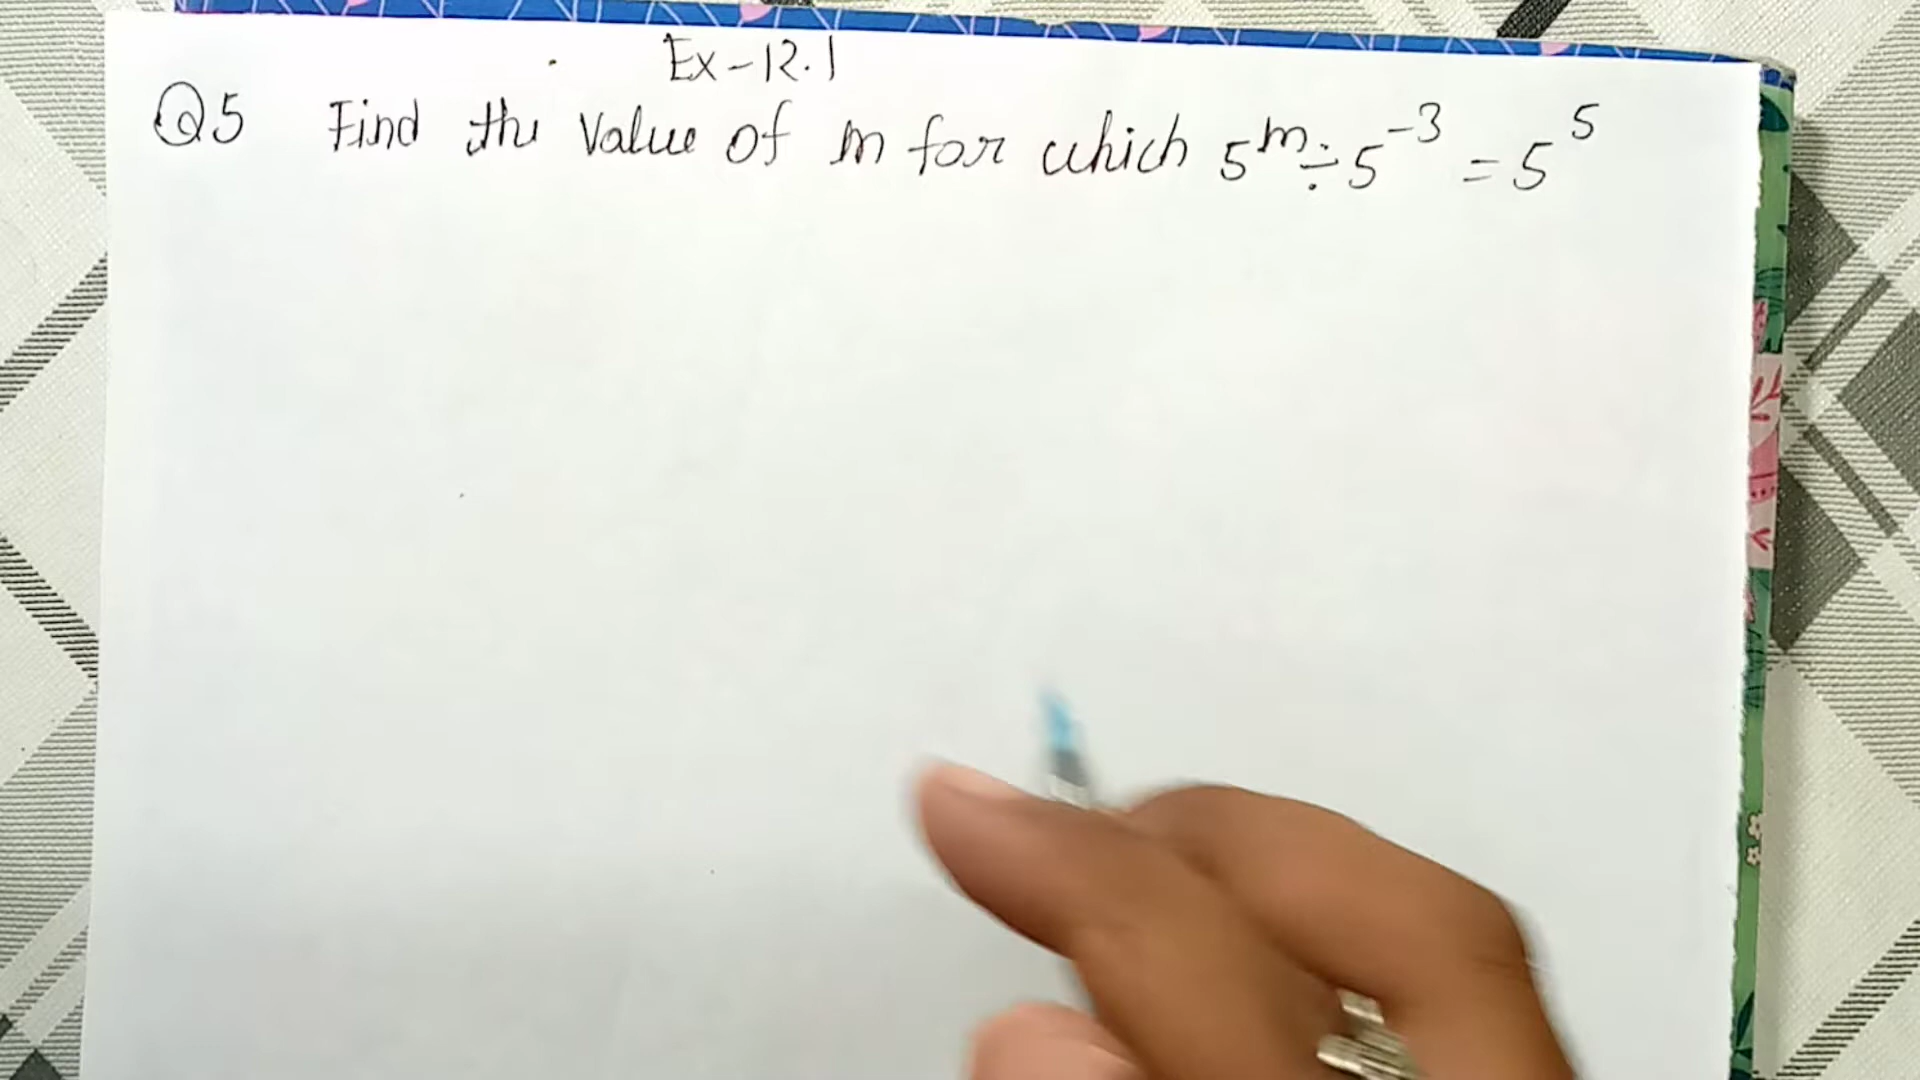 Ex-12.1
Q5 Find the Value of m for which 5^m ÷ 5^-3 = 5^5